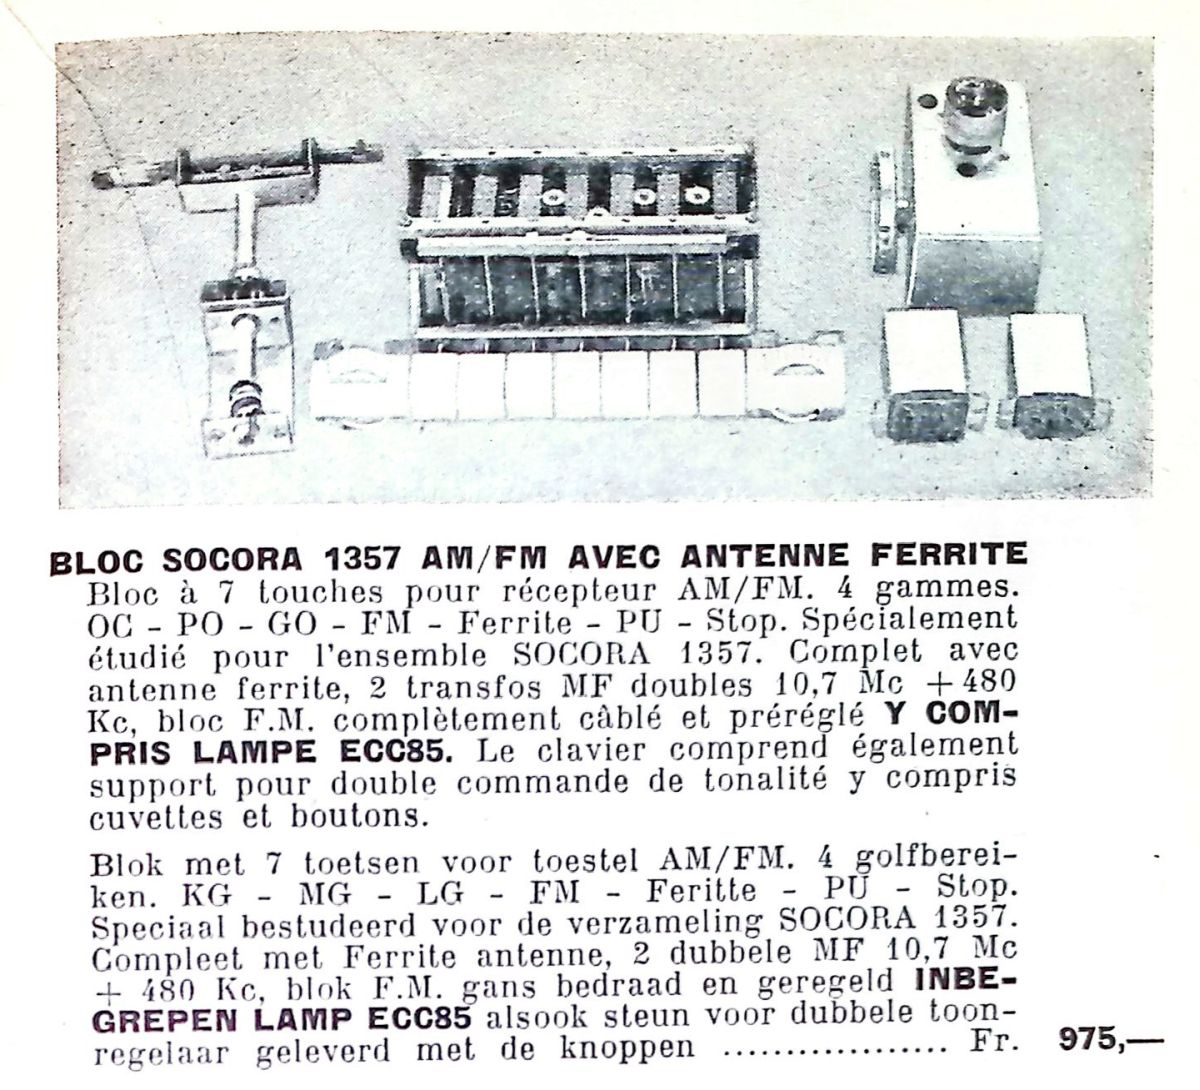 BLOC SOCORA 1357 AM/FM AVEC ANTENNE FERRITE
Bloc à 7 touches pour récepteur AM/FM. 4 gammes.
OC - PO - GO - FM - Ferrite - PU - Stop. Spécialement
étudié pour l'ensemble SOCORA 1357. Complet avec
antenne ferrite, 2 transfos MF doubles 10,7 Mc + 480
Kc, bloc F.M. complètement câblé et préréglé Y COM-
PRIS LAMPE ECC85. Le clavier comprend également
support pour double commande de tonalité y compris
cuvettes et boutons.
Blok met 7 toetsen voor toestel AM/FM. 4 golfberei-
ken. KG - MG - LG - FM - Feritte - PU - Stop.
Speciaal bestudeerd voor de verzameling SOCORA 1357.
Compleet met Ferrite antenne, 2 dubbele MF 10,7 Mc
+ 480 Kc, blok F.M. gans bedraad en geregeld INBE-
GREPEN LAMP ECC85 alsook steun voor dubbele toon-
regelaar geleverd met de knoppen .................. Fr. 975,—